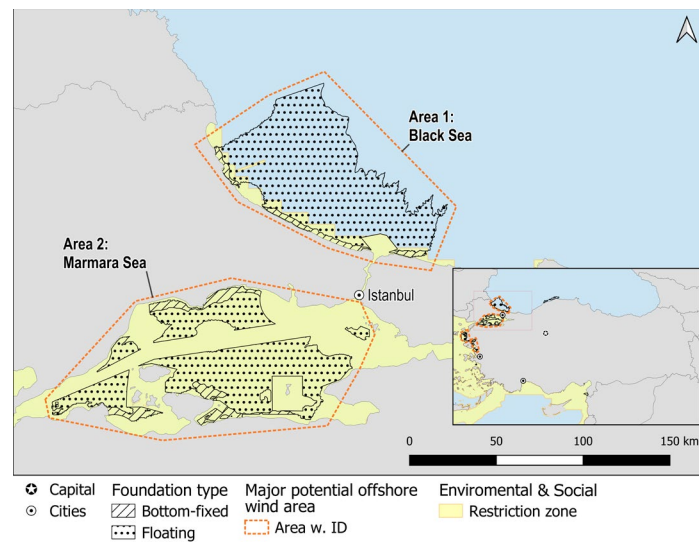 Area 1:
Black Sea
Area 2:
Marmara Sea
Istanbul
0 50 100 150 km
Capital
Cities
Foundation type
Bottom-fixed
Floating
Major potential offshore
wind area
Area w. ID
Enviromental & Social
Restriction zone